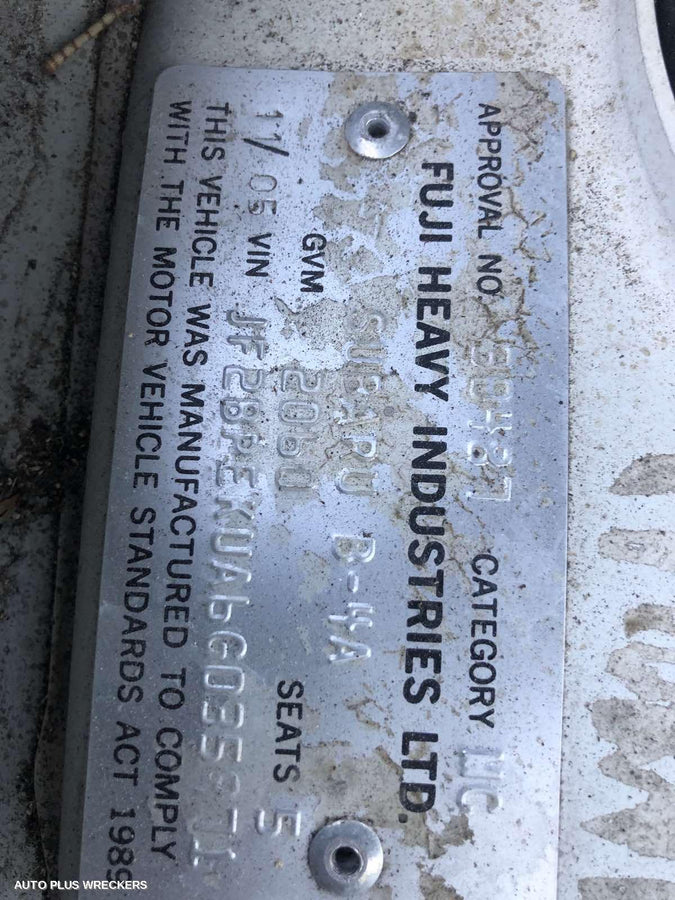 APPROVAL NO. CATEGORY MC
FUJI HEAVY INDUSTRIES LTD.
SUBARU B-4A
GVM 2060 SEATS 5
11/05 VIN
THIS VEHICLE WAS MANUFACTURED TO COMPLY
WITH THE MOTOR VEHICLE STANDARDS ACT 1989
AUTO PLUS WRECKERS